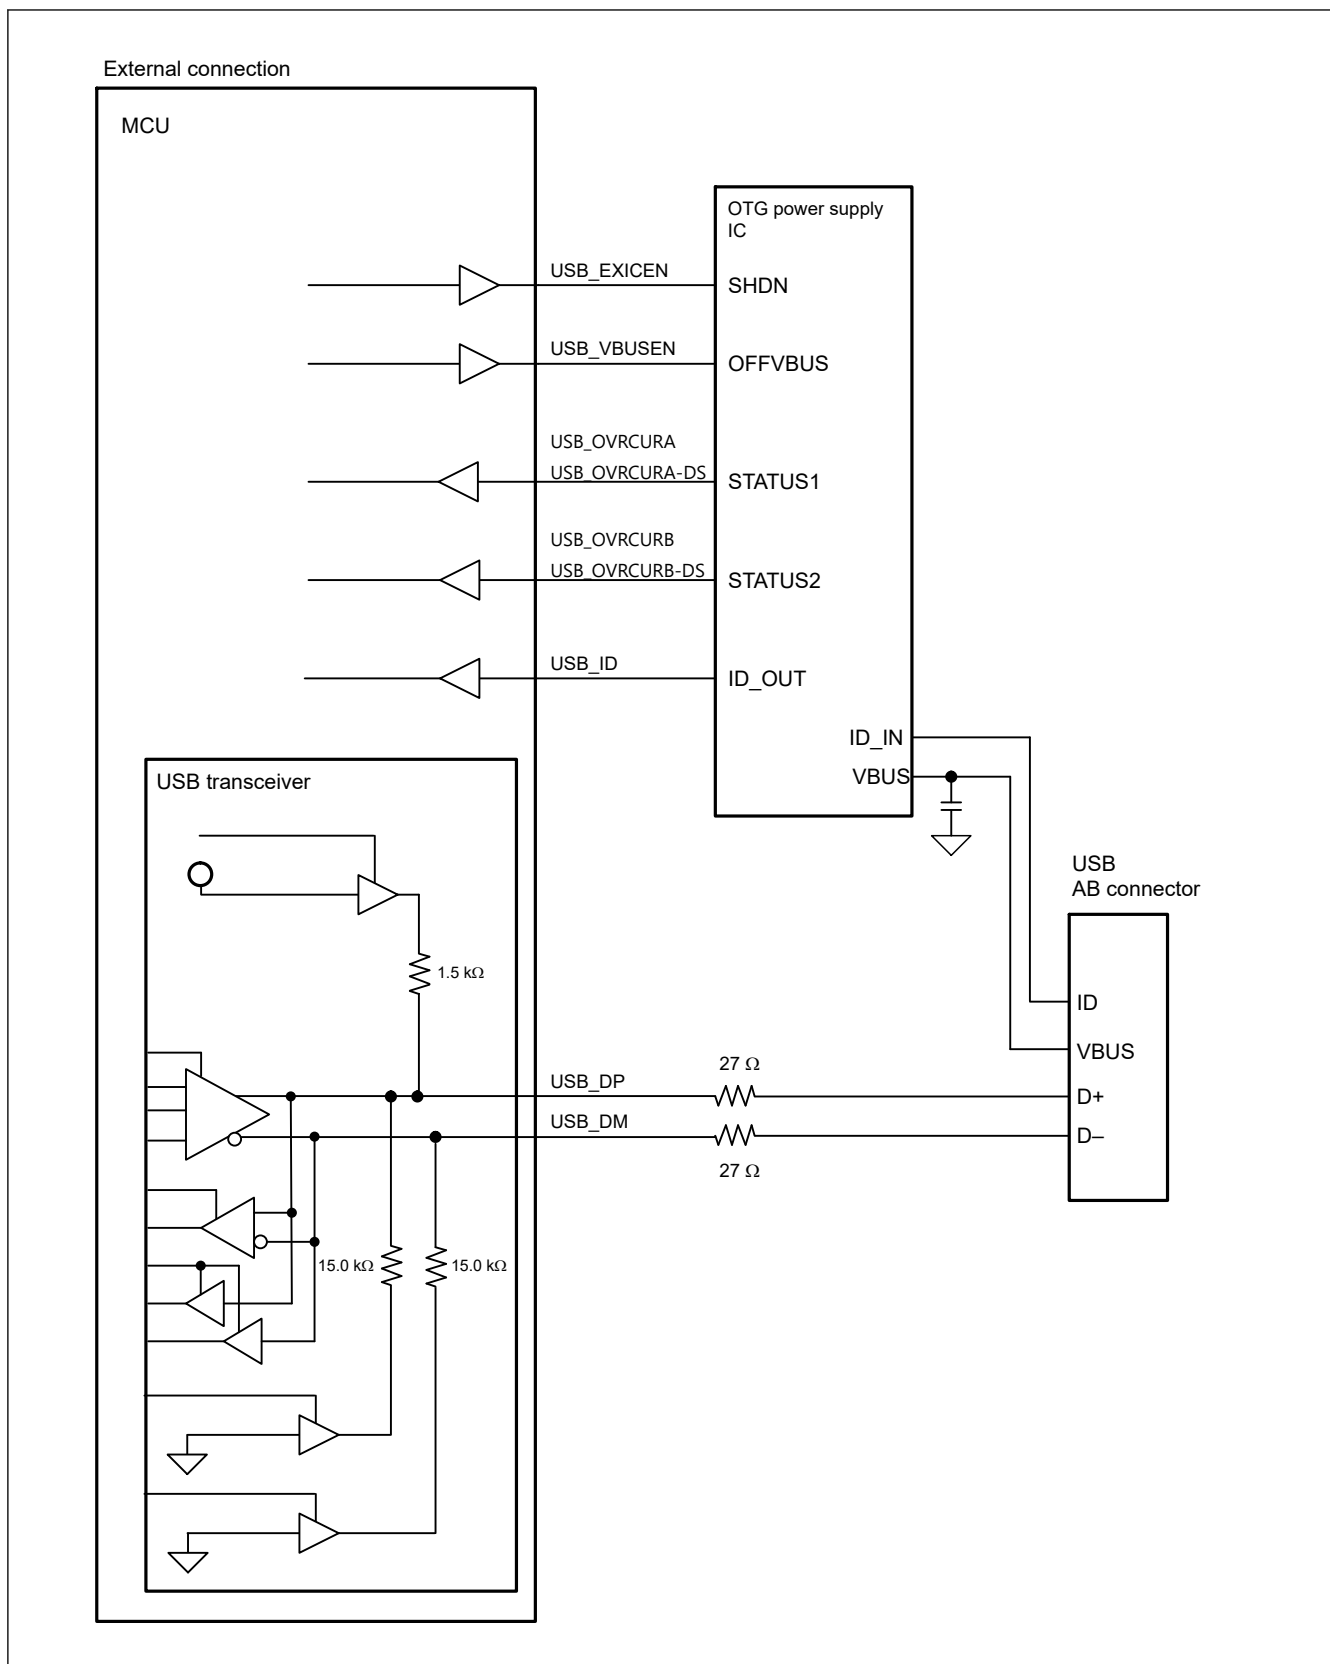 External connection
MCU
OTG power supply
IC
USB_EXICEN
SHDN
USB_VBUSEN
OFFVBUS
USB_OVRCURA
USB_OVRCURA-DS
STATUS1
USB_OVRCURB
USB_OVRCURB-DS
STATUS2
USB_ID
ID_OUT
ID_IN
VBUS
USB transceiver
USB
AB connector
1.5 kΩ
ID
VBUS
27 Ω
USB_DP
D+
USB_DM
D–
27 Ω
15.0 kΩ
15.0 kΩ